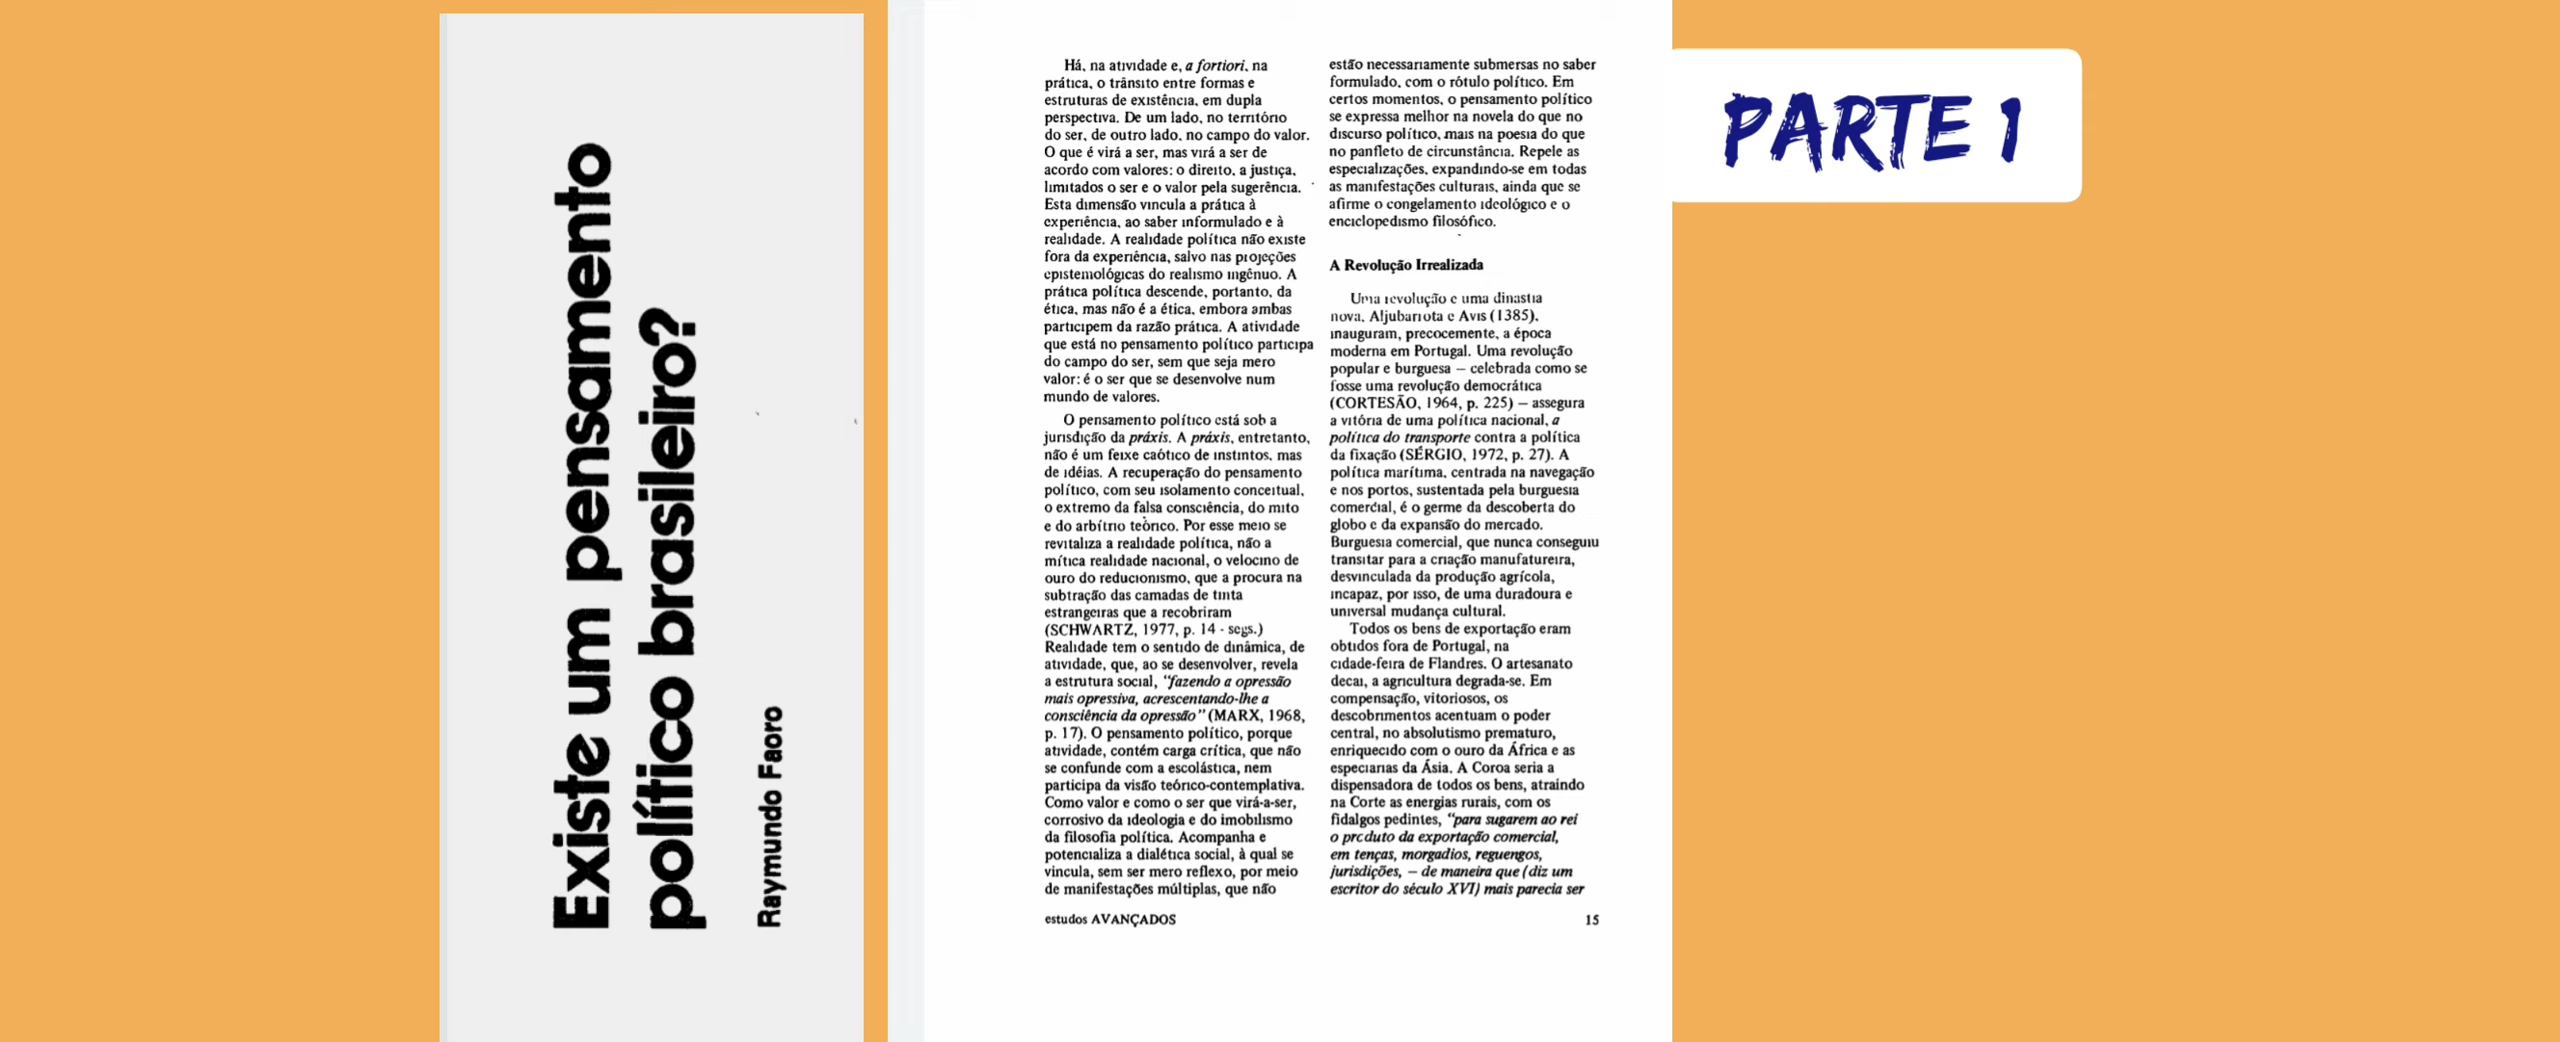 Existe um pensamento
político brasileiro?
Raymundo Faoro
Há, na atividade e, a fortiori, na
prática, o trânsito entre formas e
estruturas de existência, em dupla
perspectiva. De um lado, no território
do ser, de outro lado, no campo do valor.
O que é virá a ser, mas virá a ser de
acordo com valores: o direito, a justiça,
limitados o ser e o valor pela sugerência.
Esta dimensão vincula a prática à
experiência, ao saber informulado e à
realidade. A realidade política não existe
fora da experiência, salvo nas projeções
epistemológicas do realismo ingênuo. A
prática política descende, portanto, da
ética, mas não é a ética, embora ambas
participem da razão prática. A atividade
que está no pensamento político participa
do campo do ser, sem que seja mero
valor: é o ser que se desenvolve num
mundo de valores.
O pensamento político está sob a
jurisdição da práxis. A práxis, entretanto,
não é um feixe caótico de instintos, mas
de idéias. A recuperação do pensamento
político, com seu isolamento conceitual,
o extremo da falsa consciência, do mito
e do arbítrio teórico. Por esse meio se
revitaliza a realidade política, não a
mítica realidade nacional, o velocino de
ouro do reducionismo, que a procura na
subtração das camadas de tinta
estrangeiras que a recobriram
(SCHWARTZ, 1977, p. 14 - segs.)
Realidade tem o sentido de dinâmica, de
atividade, que, ao se desenvolver, revela
a estrutura social, "fazendo a opressão
mais opressiva, acrescentando-lhe a
consciência da opressão" (MARX, 1968,
p. 17). O pensamento político, porque
atividade, contém carga crítica, que não
se confunde com a escolástica, nem
participa da visão teórico-contemplativa.
Como valor e como o ser que virá-a-ser,
corrosivo da ideologia e do imobilismo
da filosofia política. Acompanha e
potencializa a dialética social, à qual se
vincula, sem ser mero reflexo, por meio
de manifestações múltiplas, que não
estudos AVANÇADOS
estão necessariamente submersas no saber
formulado, com o rótulo político. Em
certos momentos, o pensamento político
se expressa melhor na novela do que no
discurso político, mais na poesia do que
no panfleto de circunstância. Repele as
especializações, expandindo-se em todas
as manifestações culturais, ainda que se
afirme o congelamento ideológico e o
enciclopedismo filosófico.
A Revolução Irrealizada
Uma revolução e uma dinastia
nova, Aljubarrota e Avis (1385),
inauguram, precocemente, a época
moderna em Portugal. Uma revolução
popular e burguesa — celebrada como se
fosse uma revolução democrática
(CORTESÃO, 1964, p. 225) — assegura
a vitória de uma política nacional, a
política do transporte contra a política
da fixação (SÉRGIO, 1972, p. 27). A
política marítima, centrada na navegação
e nos portos, sustentada pela burguesia
comercial, é o germe da descoberta do
globo e da expansão do mercado.
Burguesia comercial, que nunca conseguiu
transitar para a criação manufatureira,
desvinculada da produção agrícola,
incapaz, por isso, de uma duradoura e
universal mudança cultural.
Todos os bens de exportação eram
obtidos fora de Portugal, na
cidade-feira de Flandres. O artesanato
decai, a agricultura degrada-se. Em
compensação, vitoriosos, os
descobrimentos acentuam o poder
central, no absolutismo prematuro,
enriquecido com o ouro da África e as
especiarias da Ásia. A Coroa seria a
dispensadora de todos os bens, atraindo
na Corte as energias rurais, com os
fidalgos pedintes, "para sugarem ao rei
o produto da exportação comercial,
em tenças, morgadios, reguengos,
jurisdições, — de maneira que (diz um
escritor do século XVI) mais parecia ser
15
PARTE 1